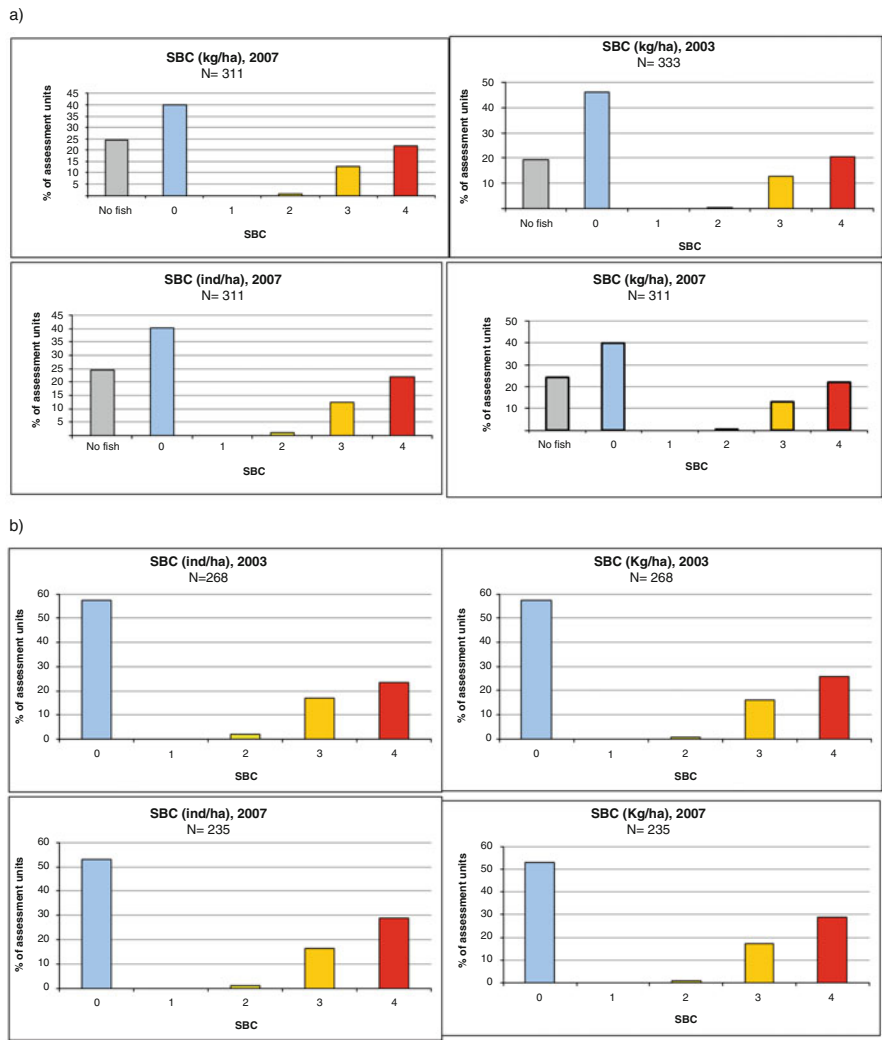 a)
SBC (kg/ha), 2007
N= 311
% of assessment units
45
40
35
30
25
20
15
10
5
No fish 0 1 2 3 4
SBC
SBC (kg/ha), 2003
N= 333
% of assessment units
50
40
30
20
10
No fish 0 1 2 3 4
SBC
SBC (ind/ha), 2007
N= 311
% of assessment units
45
40
35
30
25
20
15
10
5
No fish 0 1 2 3 4
SBC
SBC (kg/ha), 2007
N= 311
% of assessment units
50
40
30
20
10
No fish 0 1 2 3 4
SBC
b)
SBC (ind/ha), 2003
N=268
% of assessment units
60
50
40
30
20
10
0
0 1 2 3 4
SBC
SBC (Kg/ha), 2003
N= 268
% of assessment units
60
50
40
30
20
10
0
0 1 2 3 4
SBC
SBC (ind/ha), 2007
N= 235
% of assessment units
60
50
40
30
20
10
0
0 1 2 3 4
SBC
SBC (Kg/ha), 2007
N= 235
% of assessment units
60
50
40
30
20
10
0
0 1 2 3 4
SBC